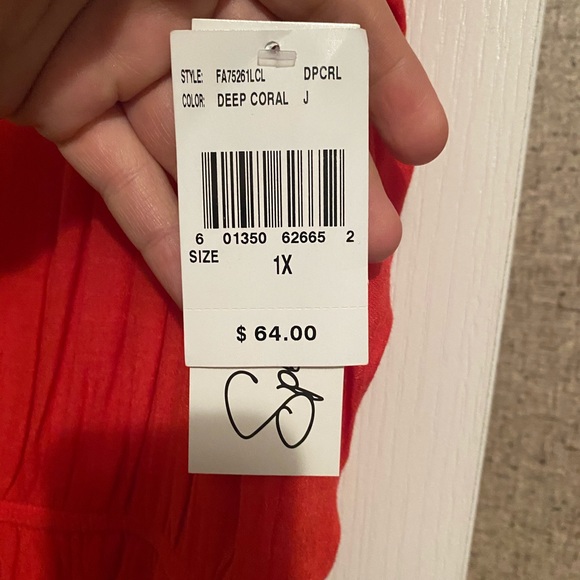 STYLE: FA75261LCL DPCRL
COLOR: DEEP CORAL J
6 01350 62665 2
SIZE
1X
$ 64.00